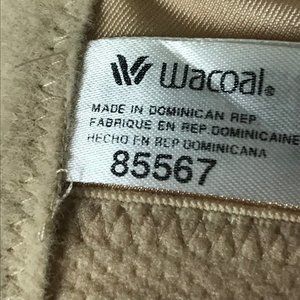 wacoal®
MADE IN DOMINICAN REP
FABRIQUE EN REP DOMINICAINE
HECHO EN REP DOMINICANA
85567